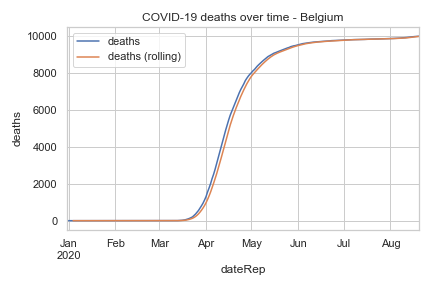 COVID-19 deaths over time - Belgium
deaths
deaths (rolling)
10000
8000
6000
4000
2000
0
deaths
Jan Feb Mar Apr May Jun Jul Aug
2020
dateRep